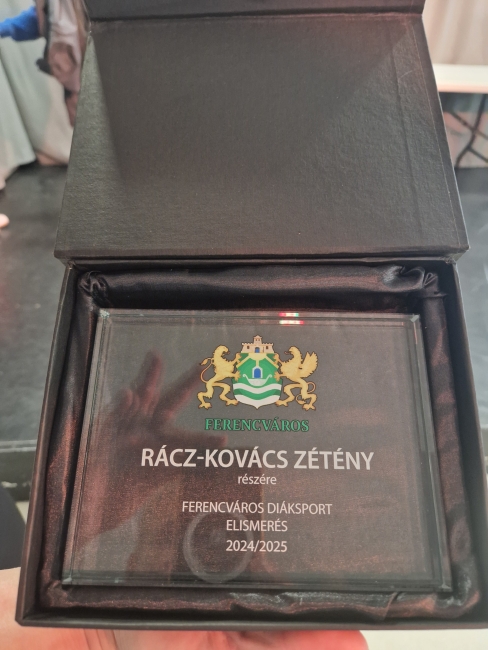 FERENCVÁROS
RÁCZ-KOVÁCS ZÉTÉNY
részére
FERENCVÁROS DIÁKSPORT
ELISMERÉS
2024/2025